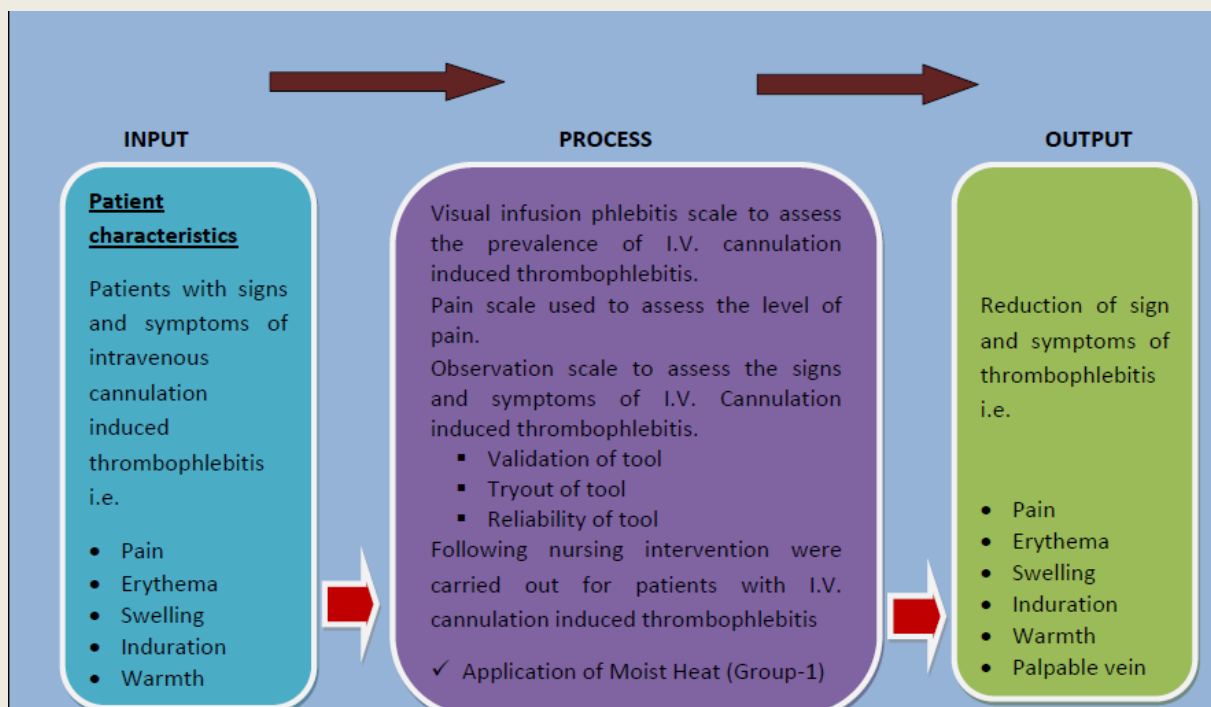 INPUT
PROCESS
OUTPUT
Patient
characteristics
Patients with signs
and symptoms of
intravenous
cannulation
induced
thrombophlebitis
i.e.
• Pain
• Erythema
• Swelling
• Induration
• Warmth
Visual infusion phlebitis scale to assess
the prevalence of I.V. cannulation
induced thrombophlebitis.
Pain scale used to assess the level of
pain.
Observation scale to assess the signs
and symptoms of I.V. Cannulation
induced thrombophlebitis.
▪ Validation of tool
▪ Tryout of tool
▪ Reliability of tool
Following nursing intervention were
carried out for patients with I.V.
cannulation induced thrombophlebitis
✓ Application of Moist Heat (Group-1)
Reduction of sign
and symptoms of
thrombophlebitis
i.e.
• Pain
• Erythema
• Swelling
• Induration
• Warmth
• Palpable vein